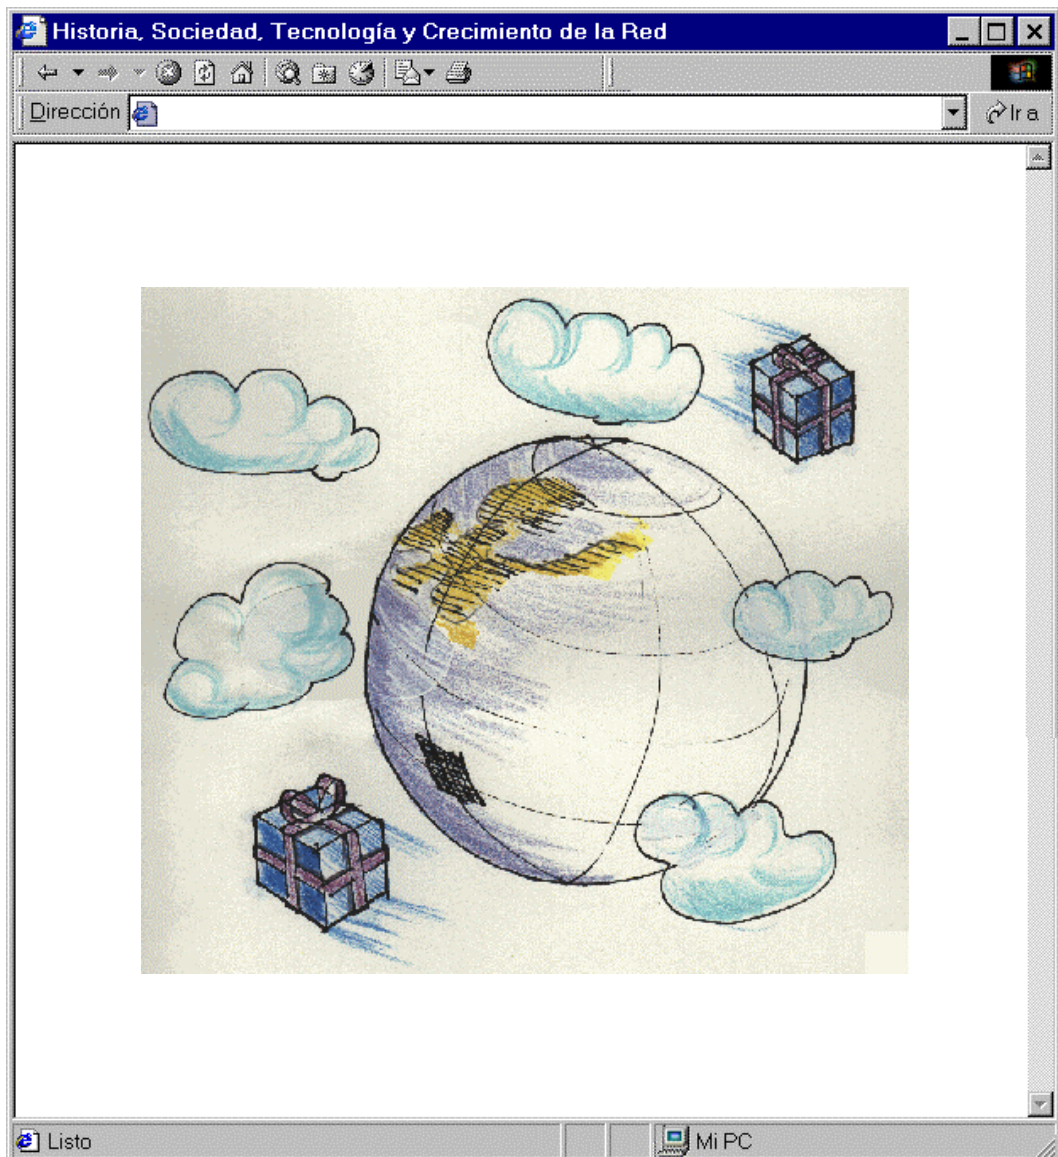 Historia, Sociedad, Tecnología y Crecimiento de la Red
Dirección
Ir a
Listo
Mi PC